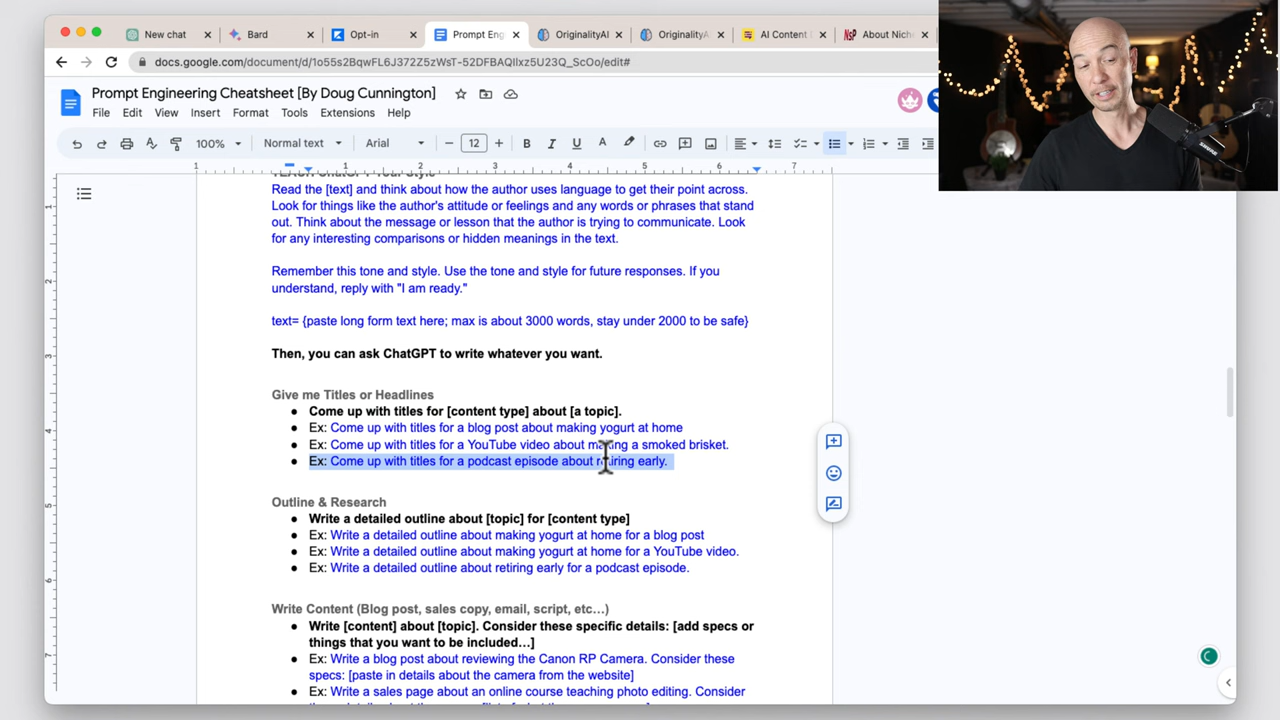 New chat
Bard
Opt-in
Prompt Eng
OriginalityAI
OriginalityA
AI Content
NSP About Nich
docs.google.com/document/d/1o55s2BqwFL6J372Z5zWsT-52DFBAQIlxz5U23Q_ScOo/edit#
Prompt Engineering Cheatsheet [By Doug Cunnington]
File Edit View Insert Format Tools Extensions Help
100% Normal text Arial 12
1 1 2 3 4 5 6 7
Read the [text] and think about how the author uses language to get their point across.
Look for things like the author's attitude or feelings and any words or phrases that stand
out. Think about the message or lesson that the author is trying to communicate. Look
for any interesting comparisons or hidden meanings in the text.
Remember this tone and style. Use the tone and style for future responses. If you
understand, reply with "I am ready."
text= {paste long form text here; max is about 3000 words, stay under 2000 to be safe}
Then, you can ask ChatGPT to write whatever you want.
Give me Titles or Headlines
● Come up with titles for [content type] about [a topic].
● Ex: Come up with titles for a blog post about making yogurt at home
● Ex: Come up with titles for a YouTube video about making a smoked brisket.
● Ex: Come up with titles for a podcast episode about retiring early.
Outline & Research
● Write a detailed outline about [topic] for [content type]
● Ex: Write a detailed outline about making yogurt at home for a blog post
● Ex: Write a detailed outline about making yogurt at home for a YouTube video.
● Ex: Write a detailed outline about retiring early for a podcast episode.
Write Content (Blog post, sales copy, email, script, etc…)
● Write [content] about [topic]. Consider these specific details: [add specs or
things that you want to be included…]
● Ex: Write a blog post about reviewing the Canon RP Camera. Consider these
specs: [paste in details about the camera from the website]
● Ex: Write a sales page about an online course teaching photo editing. Consider